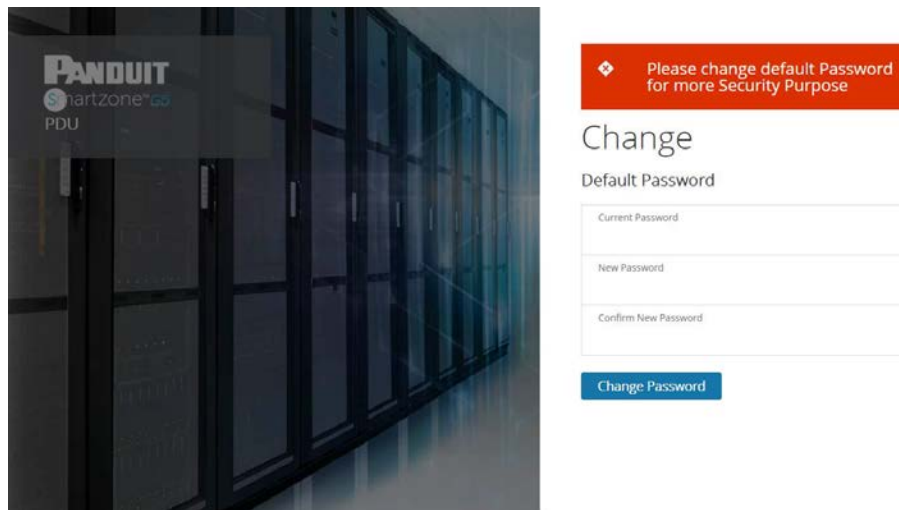 PANDUIT
Smartzone™ G5
PDU
Please change default Password
for more Security Purpose
Change
Default Password
Current Password
New Password
Confirm New Password
Change Password